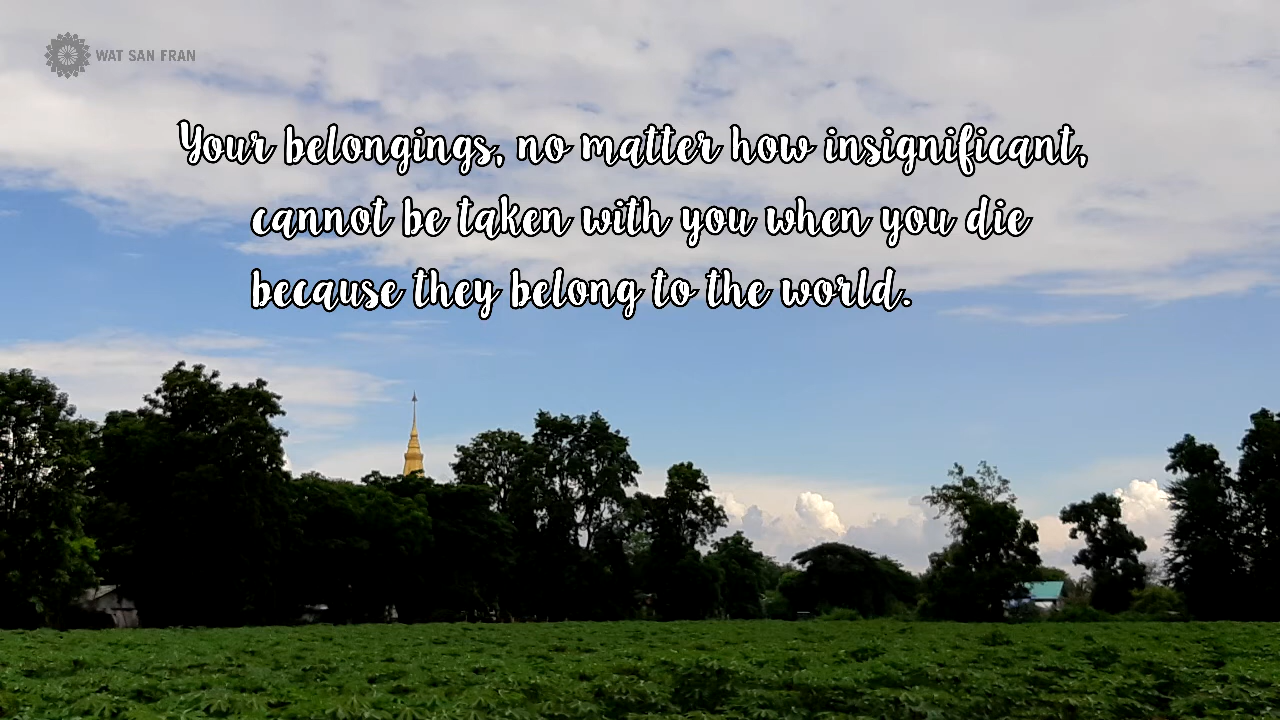 WAT SAN FRAN
Your belongings, no matter how insignificant,
cannot be taken with you when you die
because they belong to the world.